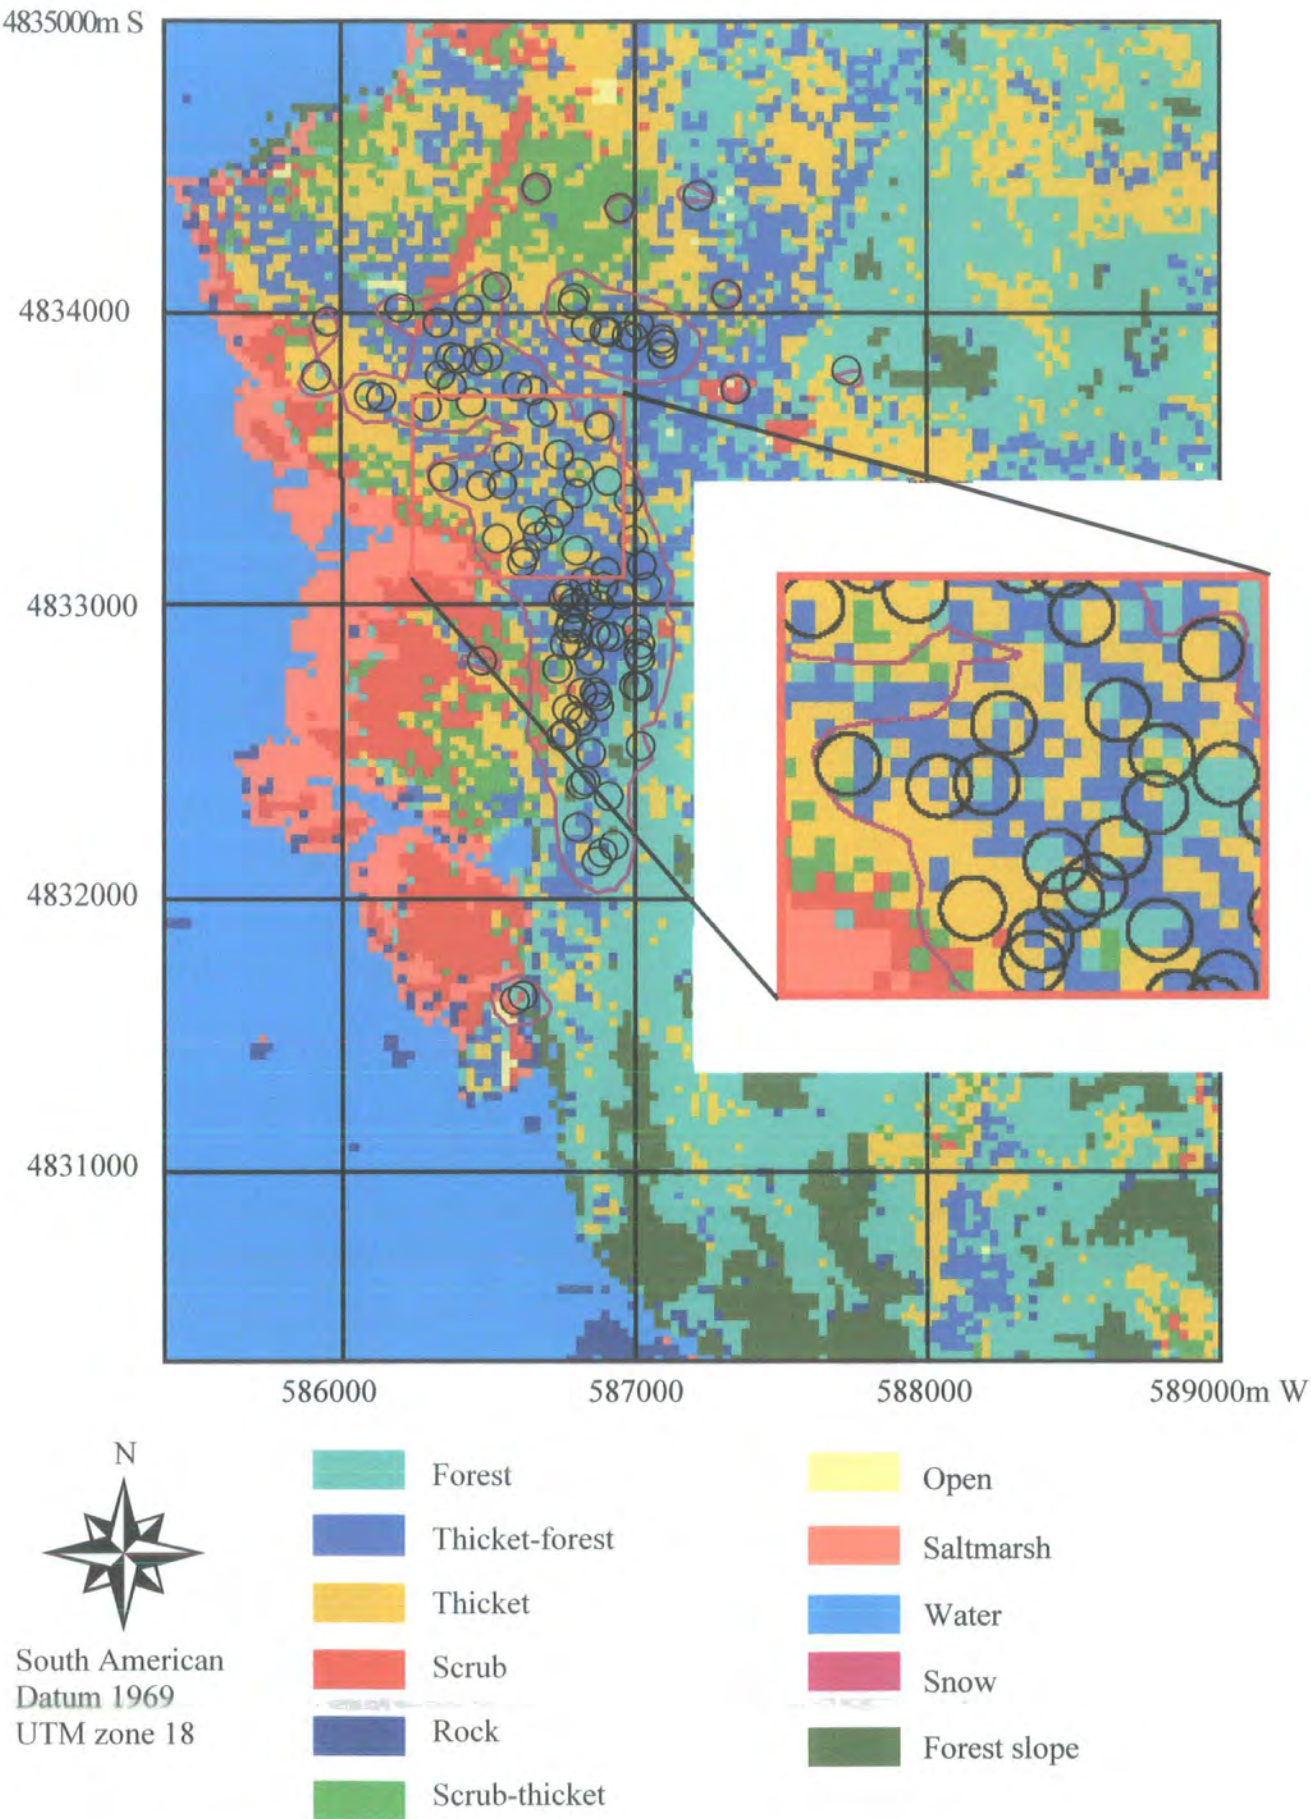 4835000m S
4834000
4833000
4832000
4831000
586000
587000
588000
589000m W
N
South American
Datum 1969
UTM zone 18
Forest
Thicket-forest
Thicket
Scrub
Rock
Scrub-thicket
Open
Saltmarsh
Water
Snow
Forest slope